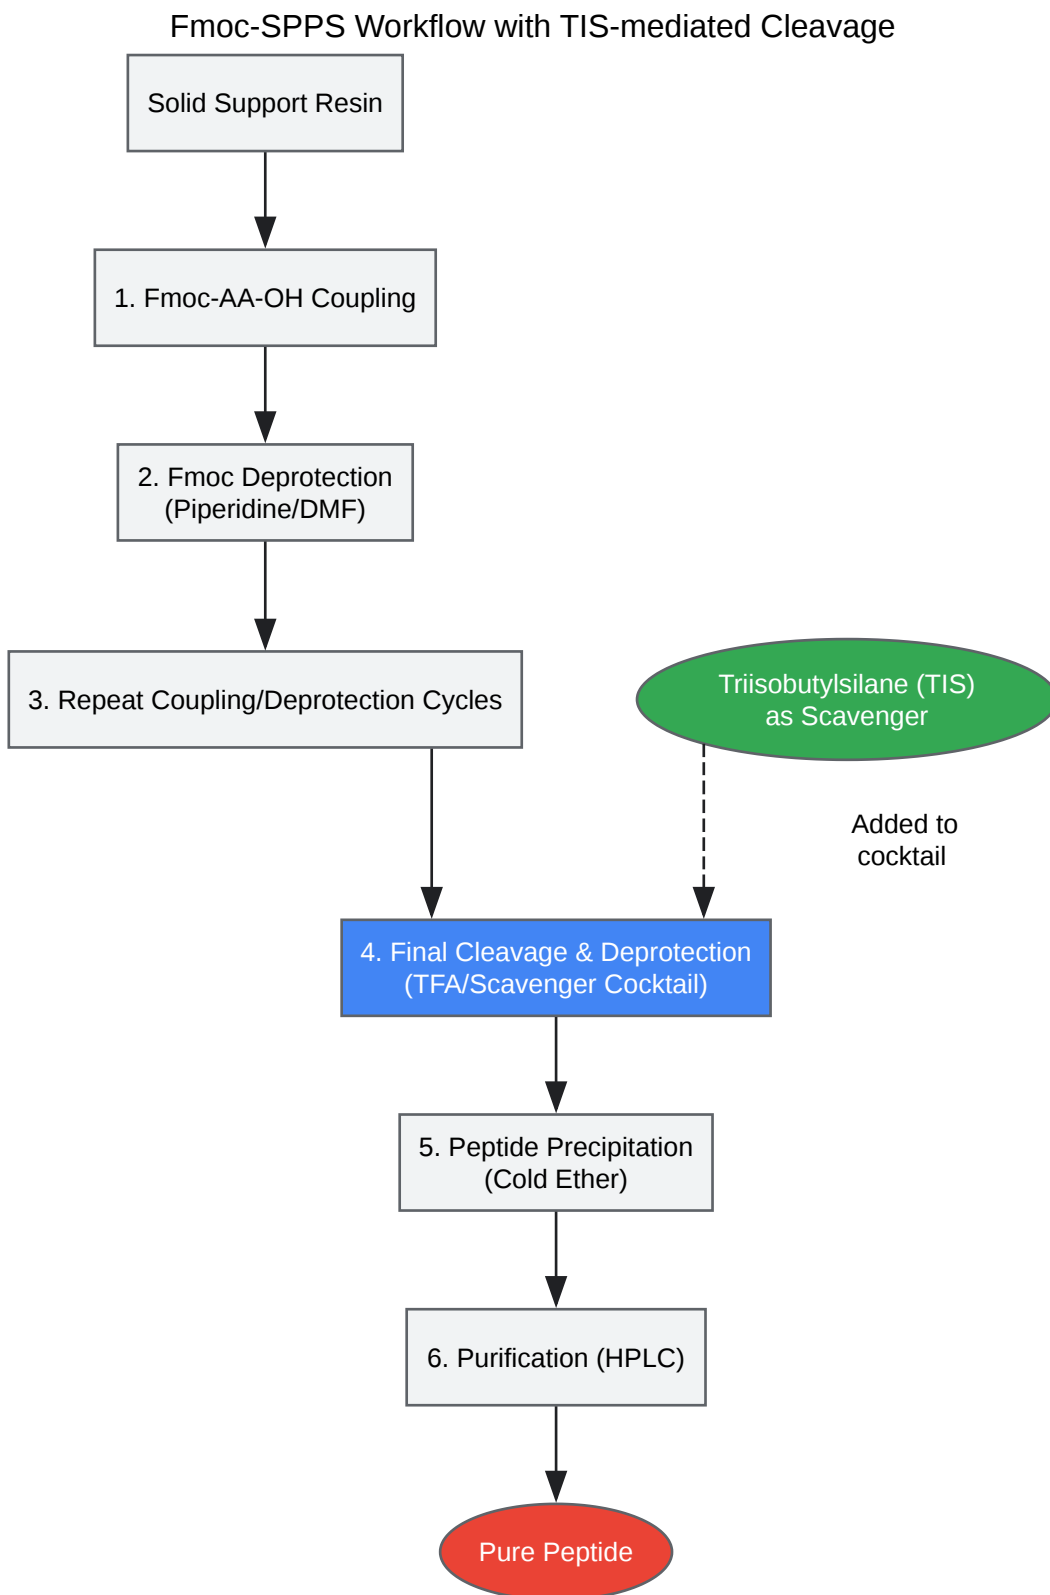 Fmoc-SPPS Workflow with TIS-mediated Cleavage
Solid Support Resin
1. Fmoc-AA-OH Coupling
2. Fmoc Deprotection
(Piperidine/DMF)
3. Repeat Coupling/Deprotection Cycles
Triisobutylsilane (TIS)
as Scavenger
Added to
cocktail
4. Final Cleavage & Deprotection
(TFA/Scavenger Cocktail)
5. Peptide Precipitation
(Cold Ether)
6. Purification (HPLC)
Pure Peptide